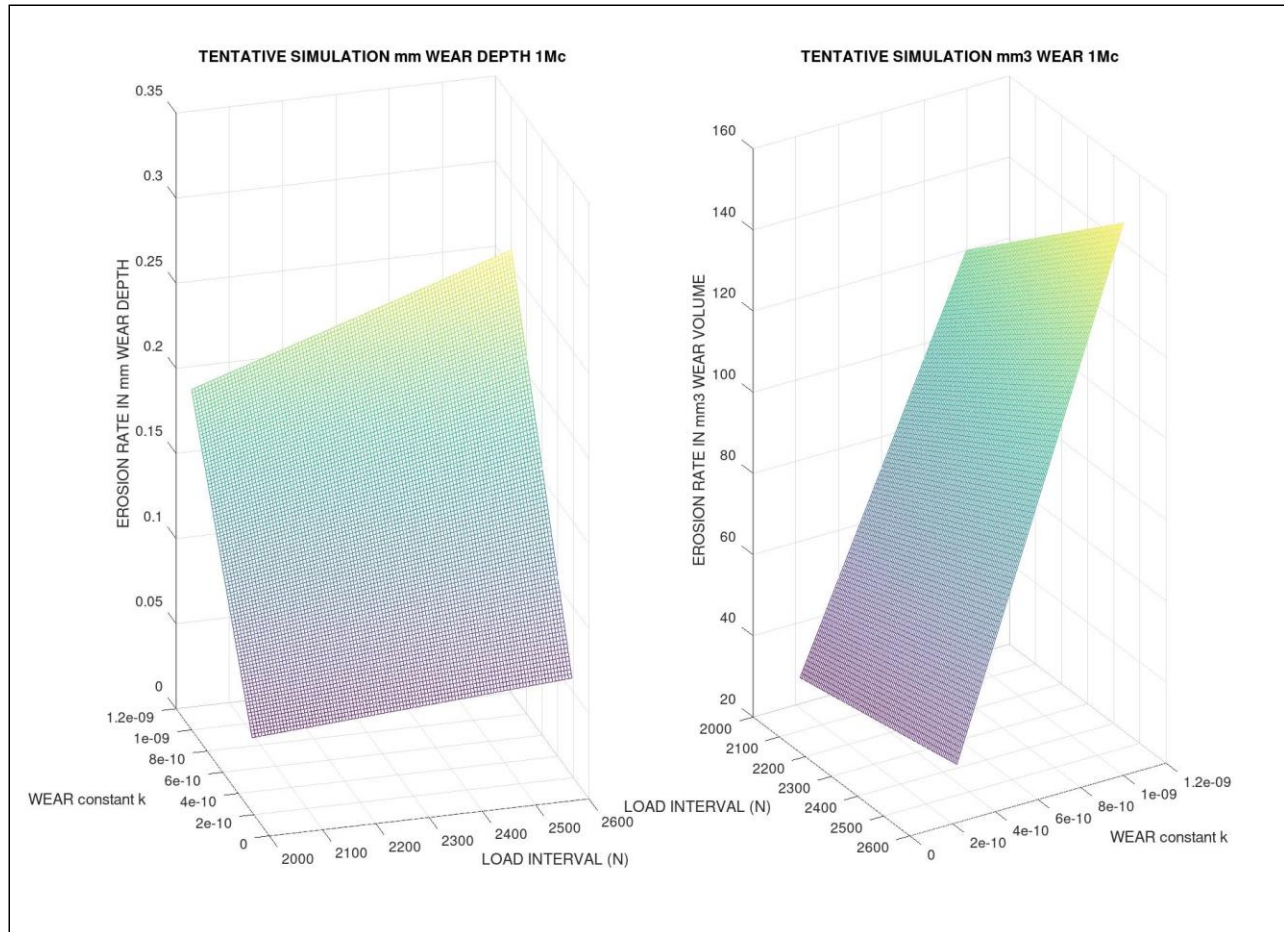 TENTATIVE SIMULATION mm WEAR DEPTH 1Mc
0.35
0.3
0.25
0.2
0.15
0.1
0.05
0
EROSION RATE IN mm WEAR DEPTH
1.2e-09
1e-09
8e-10
6e-10
4e-10
2e-10
0
WEAR constant k
2000
2100
2200
2300
2400
2500
2600
LOAD INTERVAL (N)
TENTATIVE SIMULATION mm3 WEAR 1Mc
160
140
120
100
80
60
40
20
EROSION RATE IN mm3 WEAR VOLUME
2000
2100
2200
2300
2400
2500
2600
LOAD INTERVAL (N)
0
2e-10
4e-10
6e-10
8e-10
1e-09
1.2e-09
WEAR constant k